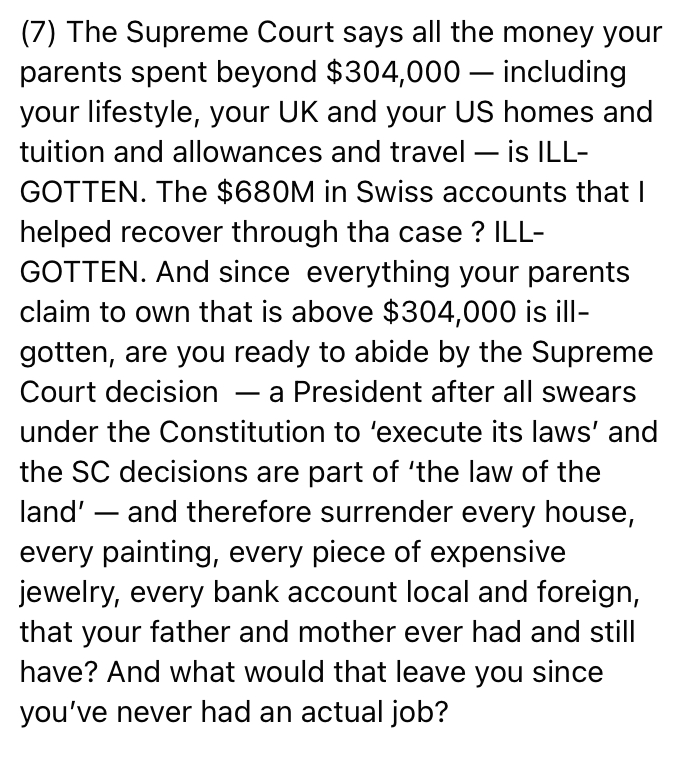 (7) The Supreme Court says all the money your
parents spent beyond $304,000 — including
your lifestyle, your UK and your US homes and
tuition and allowances and travel — is ILL-
GOTTEN. The $680M in Swiss accounts that I
helped recover through tha case ? ILL-
GOTTEN. And since  everything your parents
claim to own that is above $304,000 is ill-
gotten, are you ready to abide by the Supreme
Court decision  — a President after all swears
under the Constitution to ‘execute its laws’ and
the SC decisions are part of ‘the law of the
land’ — and therefore surrender every house,
every painting, every piece of expensive
jewelry, every bank account local and foreign,
that your father and mother ever had and still
have? And what would that leave you since
you’ve never had an actual job?